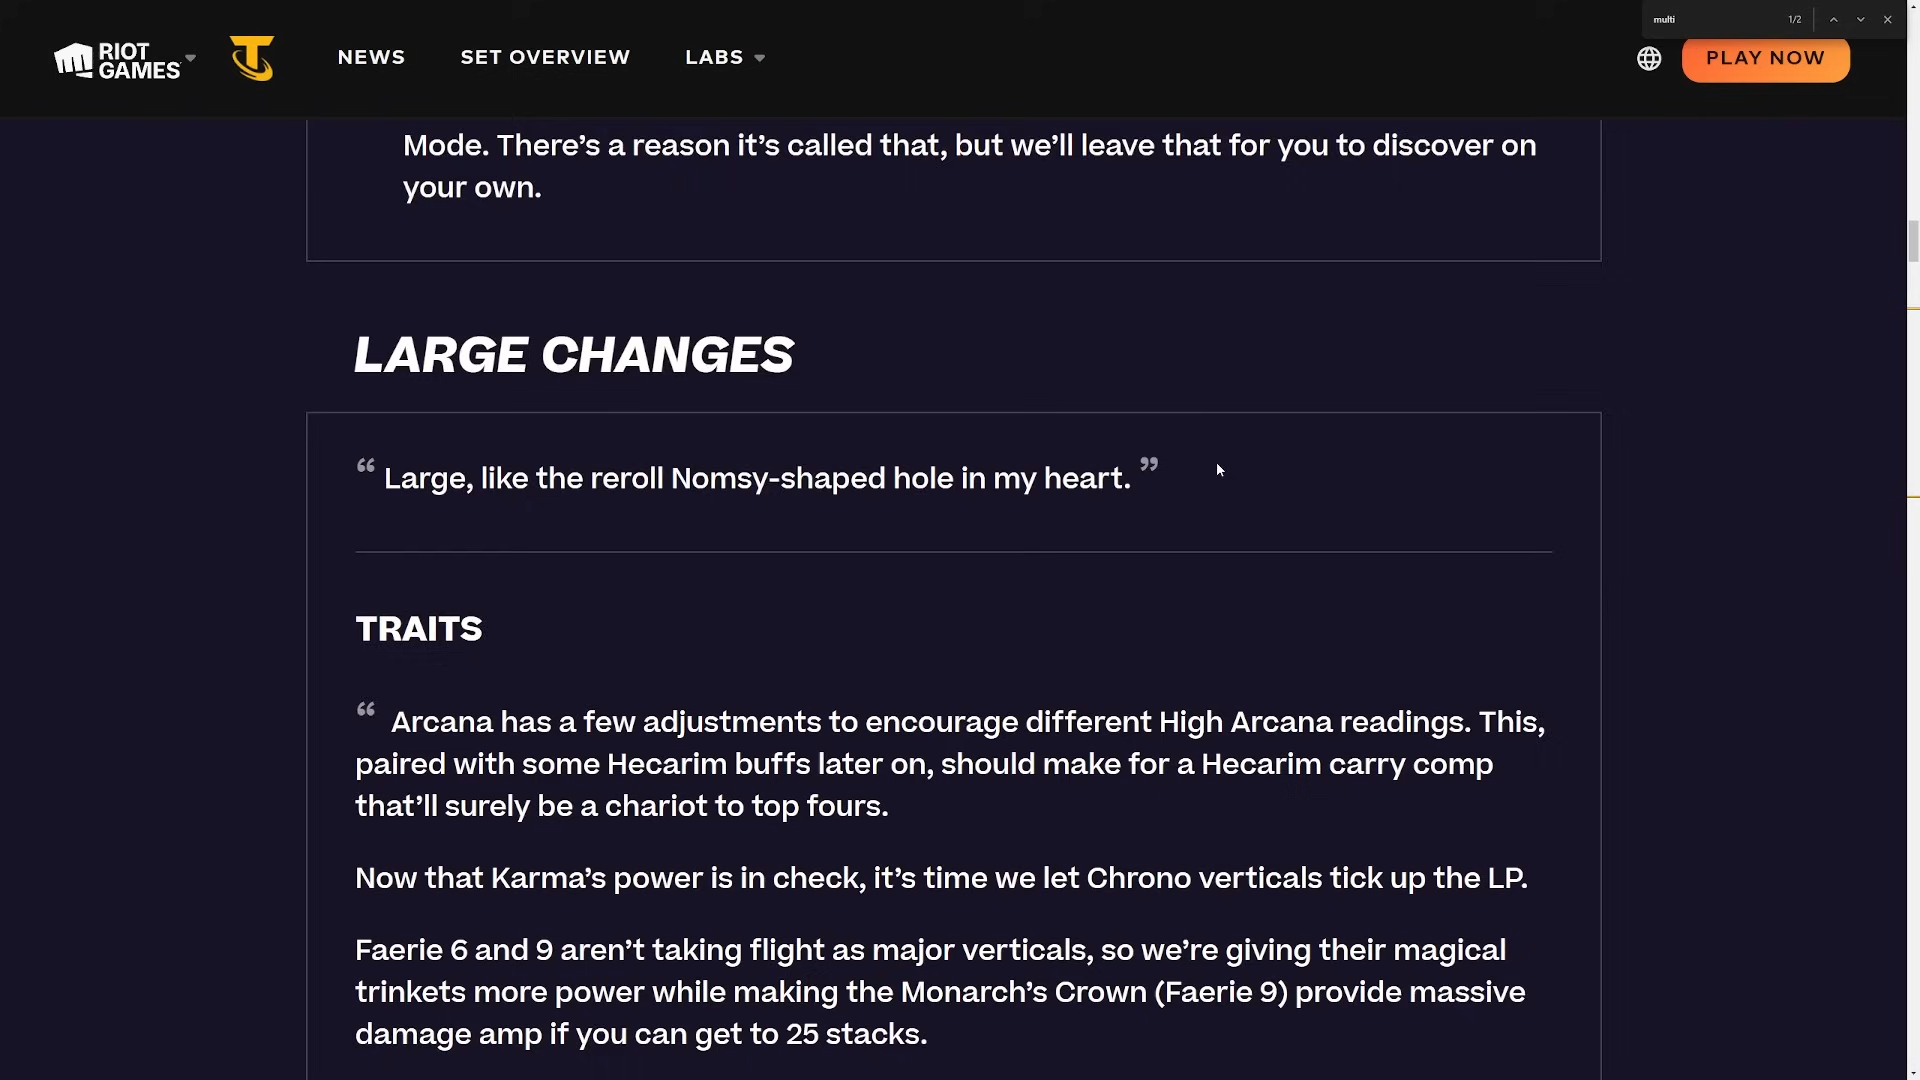 multi
1/2
RIOT
GAMES
NEWS
SET OVERVIEW
LABS
PLAY NOW
Mode. There’s a reason it’s called that, but we’ll leave that for you to discover on
your own.
LARGE CHANGES
“ Large, like the reroll Nomsy-shaped hole in my heart. ”
TRAITS
“ Arcana has a few adjustments to encourage different High Arcana readings. This,
paired with some Hecarim buffs later on, should make for a Hecarim carry comp
that’ll surely be a chariot to top fours.
Now that Karma’s power is in check, it’s time we let Chrono verticals tick up the LP.
Faerie 6 and 9 aren’t taking flight as major verticals, so we’re giving their magical
trinkets more power while making the Monarch’s Crown (Faerie 9) provide massive
damage amp if you can get to 25 stacks.